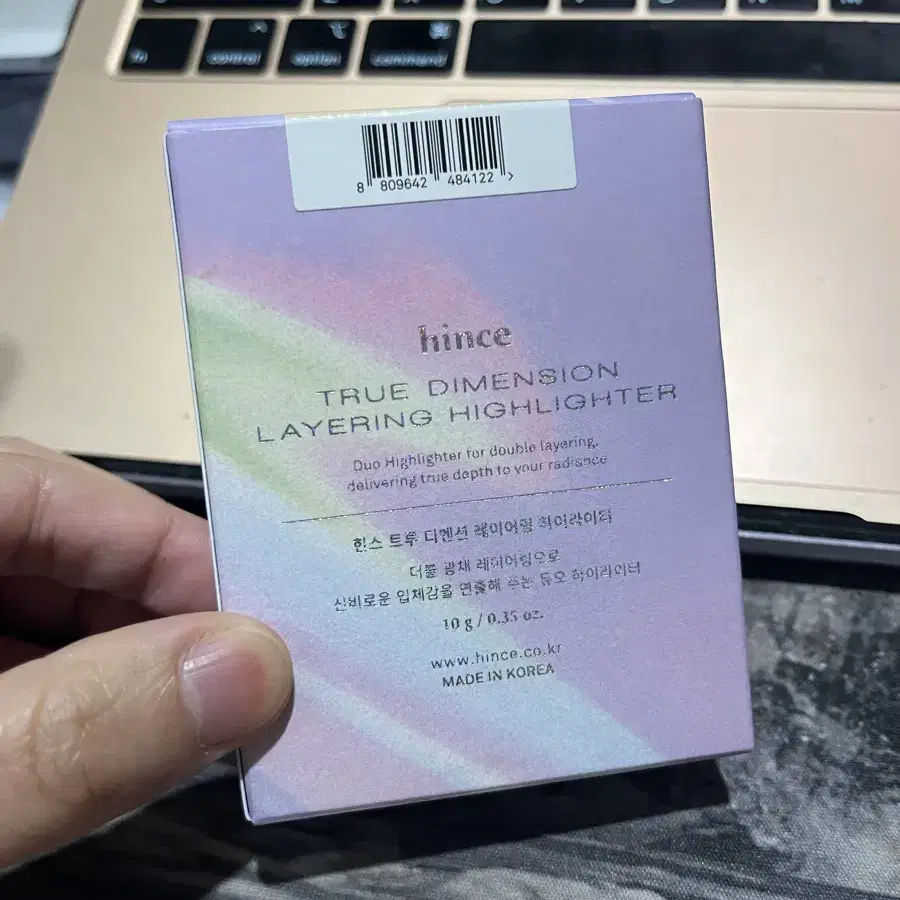 fn
control
option
⌘
command
8 809642 484122 >
hince
TRUE DIMENSION
LAYERING HIGHLIGHTER
Duo Highlighter for double layering,
delivering true depth to your radiance
힌스 트루 디멘션 레이어링 하이라이터
더블 광채 레이어링으로
신비로운 입체감을 연출해 주는 듀오 하이라이터
10 g / 0.35 oz.
www.hince.co.kr
MADE IN KOREA